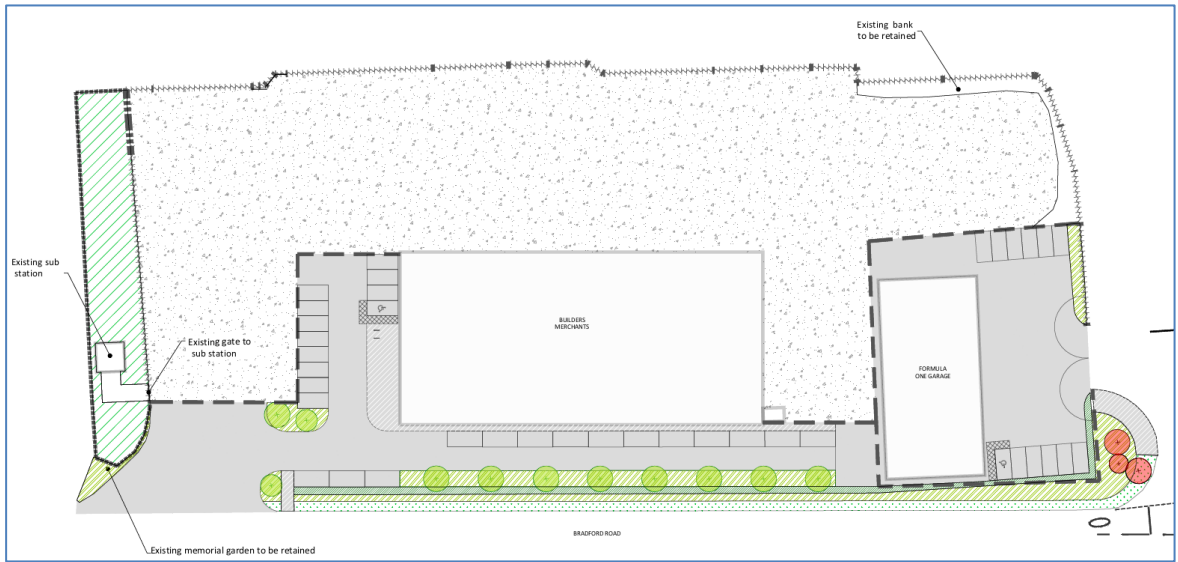 Existing bank
to be retained
Existing sub
station
Existing gate to
sub station
BUILDERS
MERCHANTS
FORMULA
ONE GARAGE
Existing memorial garden to be retained
BRADFORD ROAD